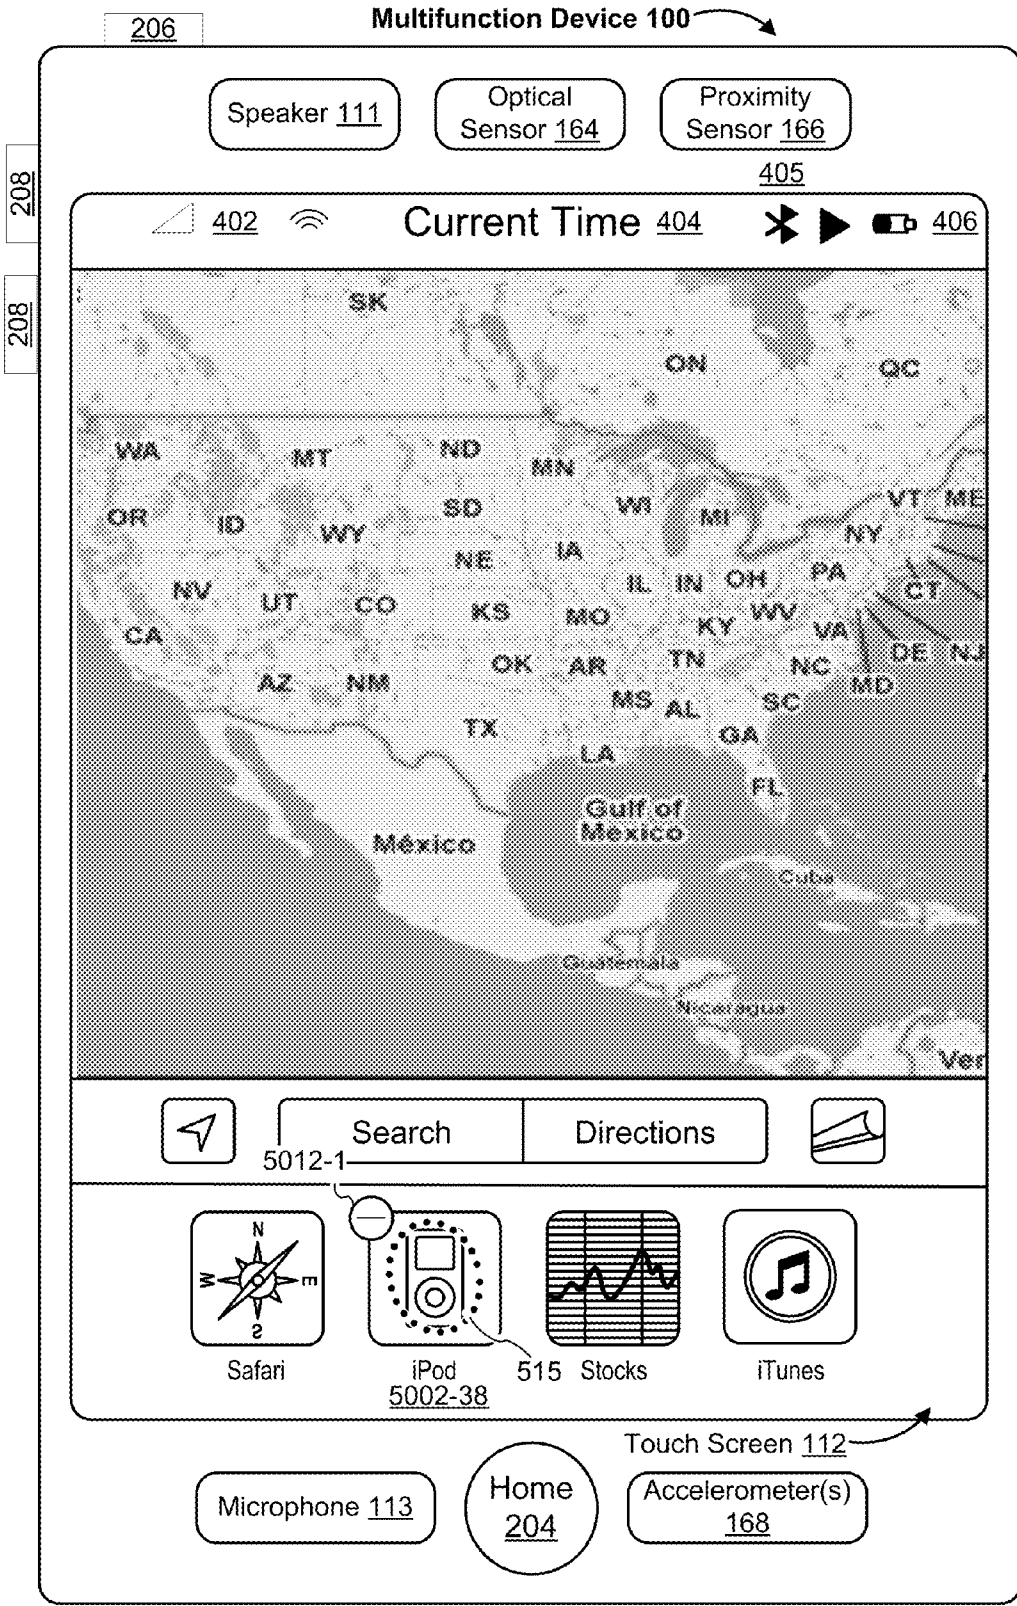 Multifunction Device 100
206
Speaker 111
Optical
Sensor 164
Proximity
Sensor 166
405
208
208
402
Current Time 404
406
SK
ON
QC
WA
MT
ND
MN
VT
ME
OR
ID
WY
SD
WI
MI
NY
NE
IA
NV
UT
CO
IL
IN
OH
PA
CT
KS
MO
WV
KY
VA
CA
OK
AR
TN
NC
DE
NJ
AZ
NM
MD
MS
AL
SC
TX
GA
LA
FL
Gulf of
Mexico
México
Cuba
Guatemala
Nicaragua
Ver
Search
Directions
5012-1
N
W
E
S
Safari
iPod
5002-38
515
Stocks
iTunes
Touch Screen 112
Microphone 113
Home
204
Accelerometer(s)
168